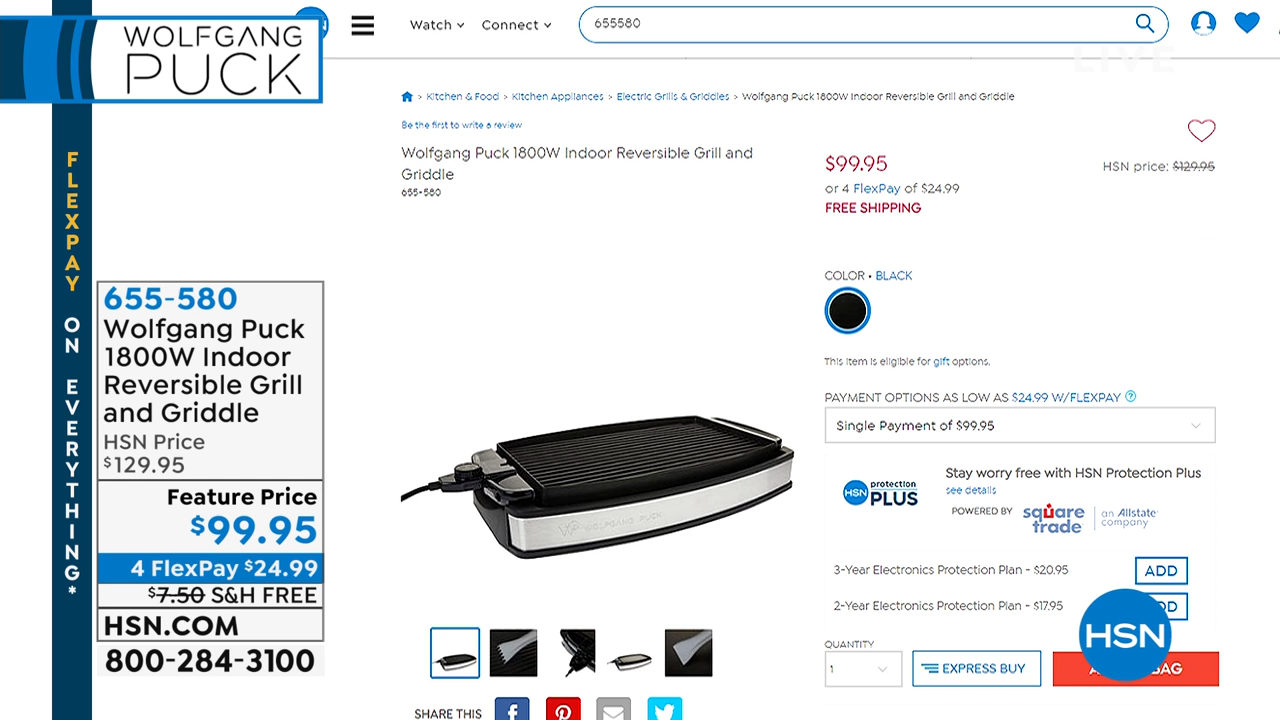 WOLFGANG
PUCK
FLEXPAY ON EVERYTHING*
655-580
Wolfgang Puck
1800W Indoor
Reversible Grill
and Griddle
HSN Price
$129.95
Feature Price
$99.95
4 FlexPay $24.99
$7.50 S&H FREE
HSN.COM
800-284-3100
Watch
Connect
655580
LIVE
> Kitchen & Food > Kitchen Appliances > Electric Grills & Griddles > Wolfgang Puck 1800W Indoor Reversible Grill and Griddle
Be the first to write a review
Wolfgang Puck 1800W Indoor Reversible Grill and
Griddle
655-580
WOLFGANG PUCK
SHARE THIS
$99.95
HSN price: $129.95
or 4 FlexPay of $24.99
FREE SHIPPING
COLOR • BLACK
This item is eligible for gift options.
PAYMENT OPTIONS AS LOW AS $24.99 W/FLEXPAY ?
Single Payment of $99.95
HSN protection PLUS
Stay worry free with HSN Protection Plus
see details
POWERED BY square trade an Allstate company
3-Year Electronics Protection Plan - $20.95
ADD
2-Year Electronics Protection Plan - $17.95
QUANTITY
1
EXPRESS BUY
HSN